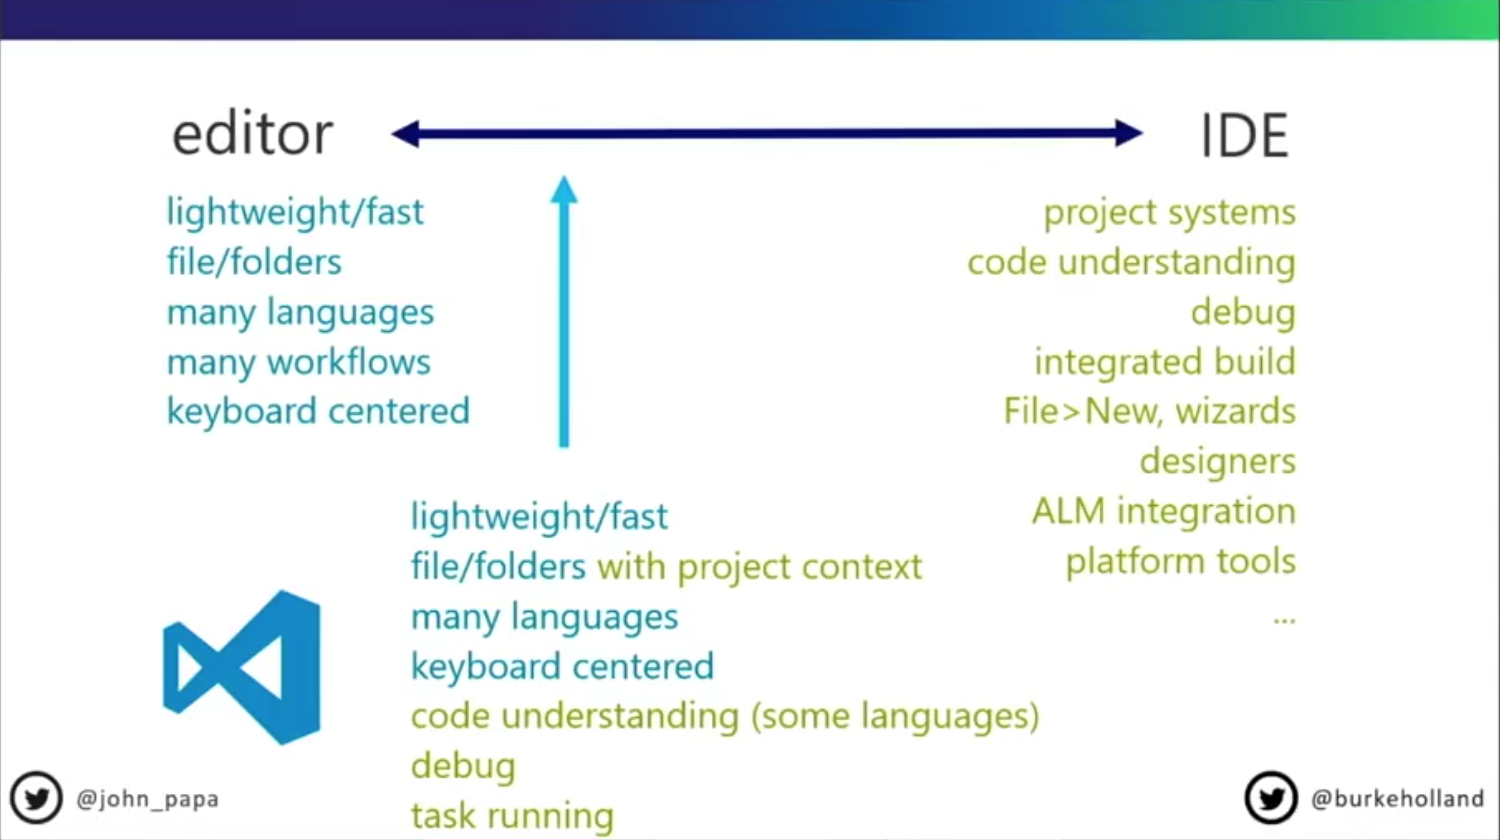 editor
IDE
lightweight/fast
file/folders
many languages
many workflows
keyboard centered
project systems
code understanding
debug
integrated build
File>New, wizards
designers
ALM integration
platform tools
...
lightweight/fast
file/folders with project context
many languages
keyboard centered
code understanding (some languages)
debug
task running
@john_papa
@burkeholland